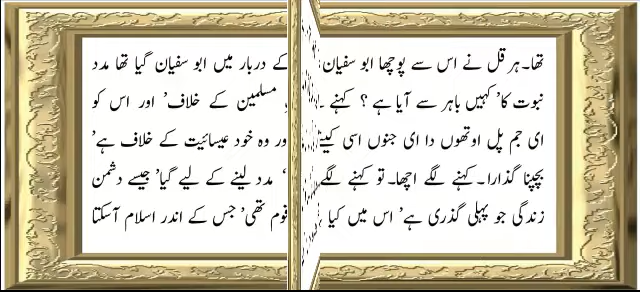 تھا۔ ہرقل نے اس سے پوچھا ابو سفیان
نبوت کا' کہیں باہر سے آیا ہے؟ کہنے
ای جم پل اوتھوں دا ای جنوں اسی
بچپنا گذارا۔ کہنے لگے اچھا۔ تو کہنے لگے
زندگی جو پہلی گذری ہے' اس میں کیا
کے دربار میں ابو سفیان گیا تھا مدد
مسلمین کے خلاف' اور اس کو
اور وہ خود عیسائیت کے خلاف ہے'
مدد لینے کے لیے گیا' جیسے دشمن
قوم تھی' جس کے اندر اسلام آسکتا